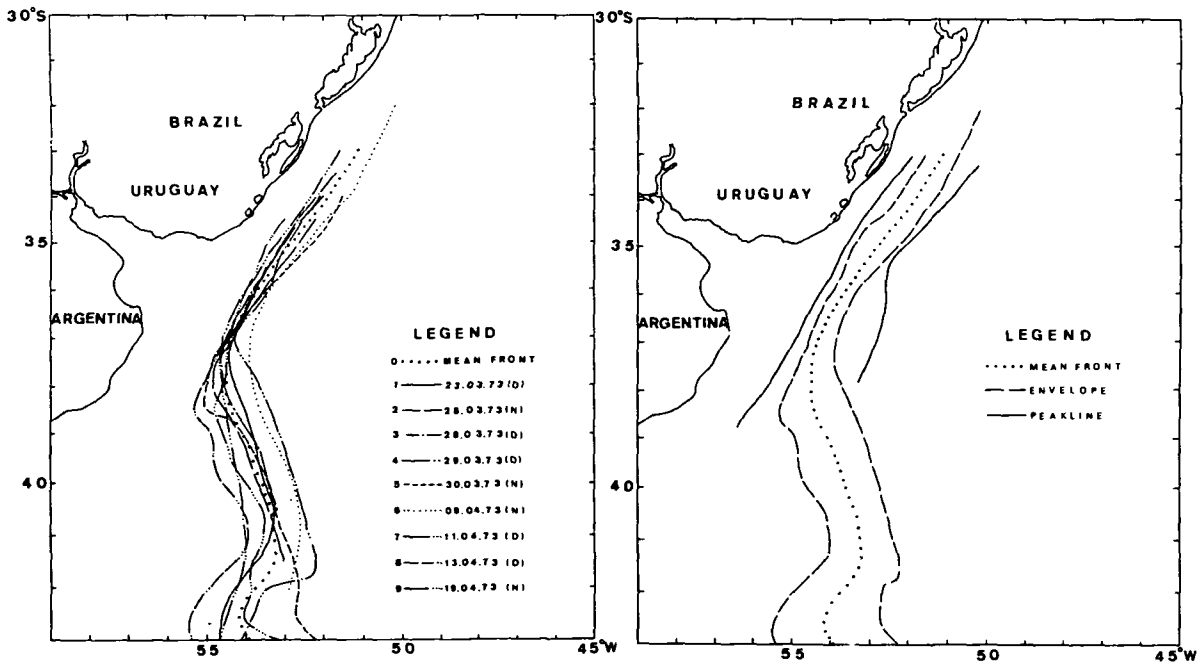 30°S
BRAZIL
URUGUAY
35
ARGENTINA
40
55
50
45°W
LEGEND
0 MEAN FRONT
1 22.03.73 (D)
2 25.03.73 (N)
3 28.03.73 (D)
4 29.03.73 (D)
5 30.03.73 (N)
6 09.04.73 (N)
7 11.04.73 (D)
8 13.04.73 (D)
9 19.04.73 (N)
30°S
BRAZIL
URUGUAY
35
ARGENTINA
40
55
50
45°W
LEGEND
MEAN FRONT
ENVELOPE
PEAKLINE